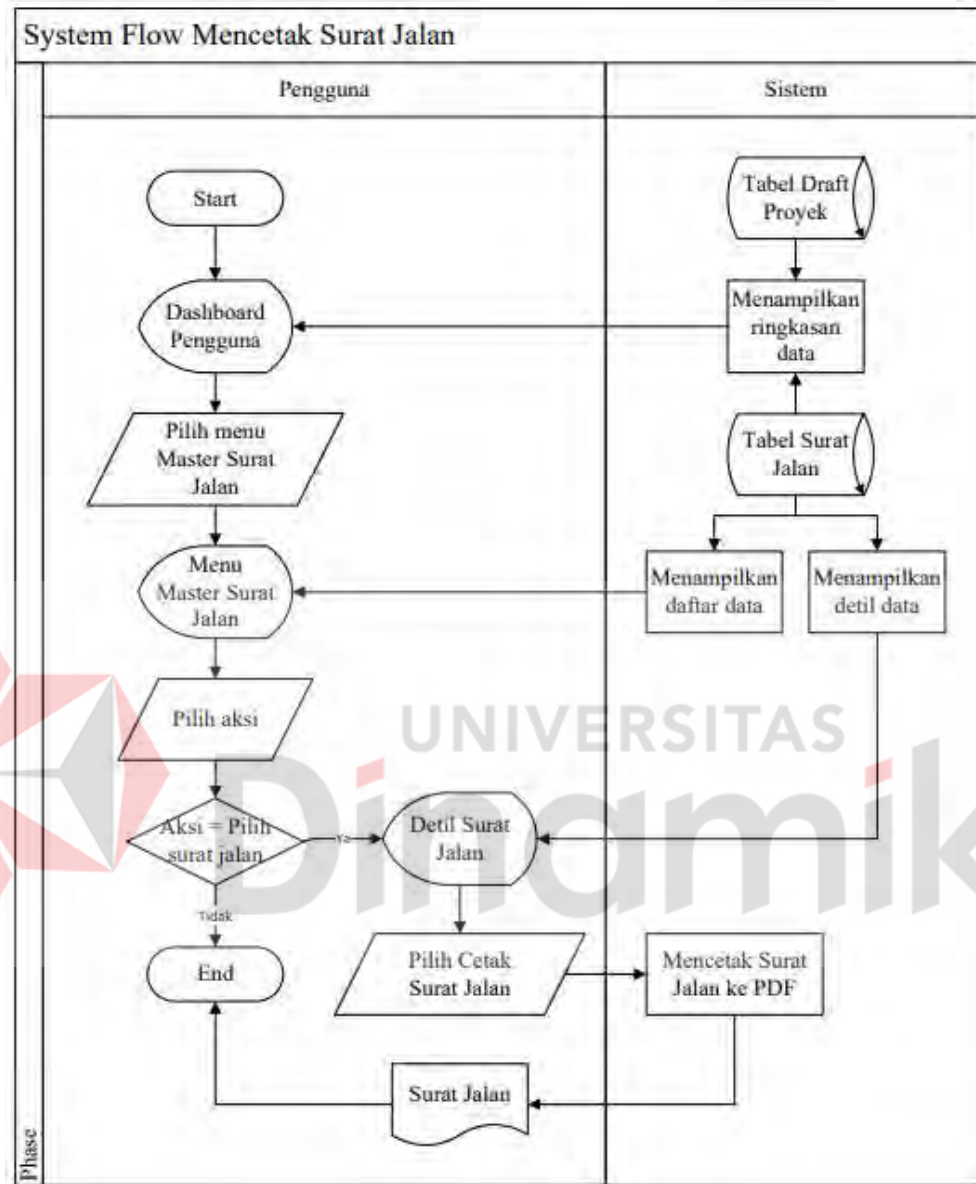 System Flow Mencetak Surat Jalan
Phase
Pengguna
Sistem
Start
Tabel Draft
Proyek
Dashboard
Pengguna
Menampilkan
ringkasan
data
Pilih menu
Master Surat
Jalan
Tabel Surat
Jalan
Menu
Master Surat
Jalan
Menampilkan
daftar data
Menampilkan
detil data
Pilih aksi
UNIVERSITAS
Dinamik
Aksi = Pilih
surat jalan
Ya
Detil Surat
Jalan
Tidak
End
Pilih Cetak
Surat Jalan
Mencetak Surat
Jalan ke PDF
Surat Jalan